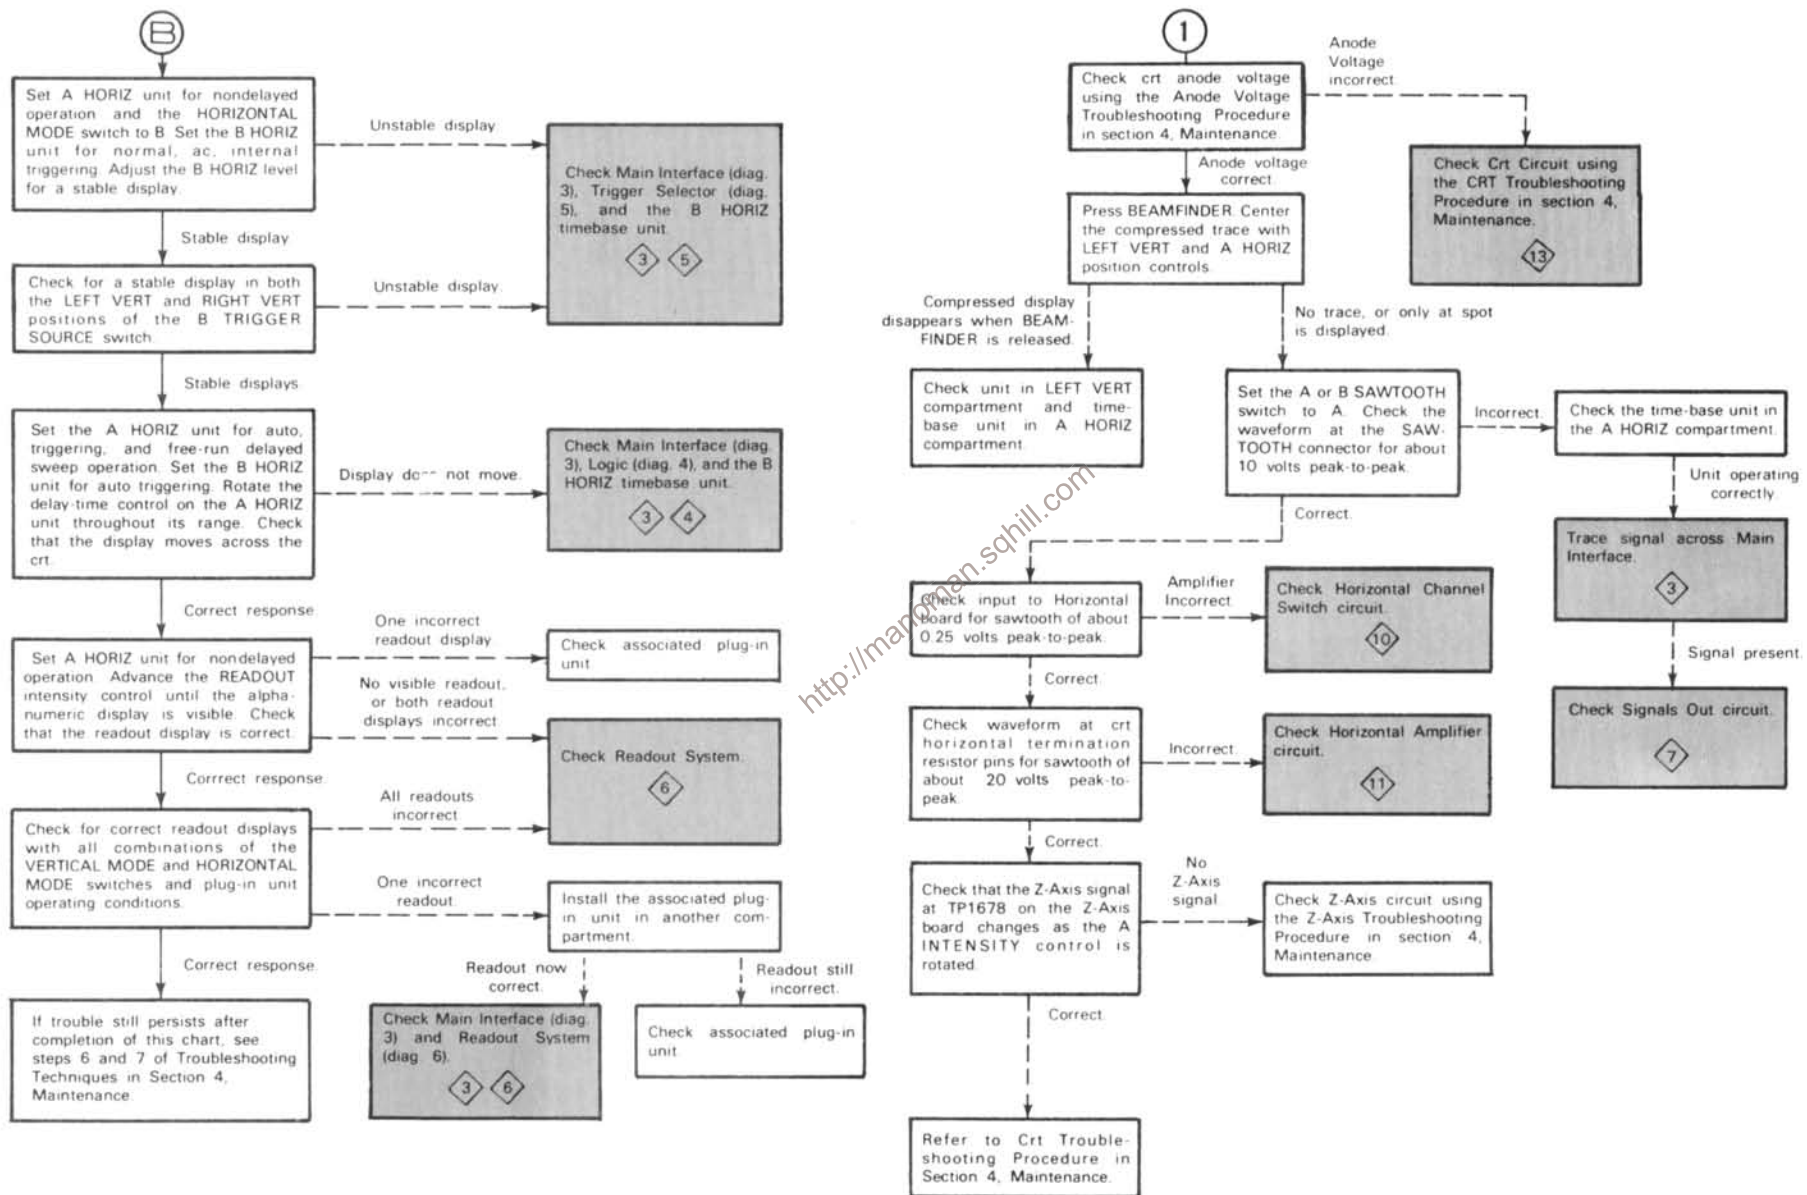 B
Set A HORIZ unit for nondelayed
operation and the HORIZONTAL
MODE switch to B. Set the B HORIZ
unit for normal, ac, internal
triggering. Adjust the B HORIZ level
for a stable display.
Unstable display
Check Main Interface (diag.
3), Trigger Selector (diag.
5), and the B HORIZ
timebase unit.
3 5
Stable display
Check for a stable display in both
the LEFT VERT and RIGHT VERT
positions of the B TRIGGER
SOURCE switch.
Unstable display.
Stable displays
Set the A HORIZ unit for auto,
triggering, and free-run delayed
sweep operation. Set the B HORIZ
unit for auto triggering. Rotate the
delay-time control on the A HORIZ
unit throughout its range. Check
that the display moves across the
crt.
Display not move.
Check Main Interface (diag.
3), Logic (diag. 4), and the B
HORIZ timebase unit.
3 4
Correct response.
Set A HORIZ unit for nondelayed
operation. Advance the READOUT
intensity control until the alpha-
numeric display is visible. Check
that the readout display is correct.
One incorrect
readout display
Check associated plug-in
unit
No visible readout,
or both readout
displays incorrect.
Check Readout System.
6
Corrrect response.
Check for correct readout displays
with all combinations of the
VERTICAL MODE and HORIZONTAL
MODE switches and plug-in unit
operating conditions.
All readouts
incorrect
One incorrect
readout.
Install the associated plug-
in unit in another com-
partment.
Readout now
correct.
Readout still
incorrect.
Check Main Interface (diag.
3) and Readout System
(diag. 6).
3 6
Check associated plug-in
unit
Correct response.
If trouble still persists after
completion of this chart, see
steps 6 and 7 of Troubleshooting
Techniques in Section 4,
Maintenance.
1
Check crt anode voltage
using the Anode Voltage
Troubleshooting Procedure
in section 4, Maintenance.
Anode
Voltage
incorrect.
Check Crt Circuit using
the CRT Troubleshooting
Procedure in section 4,
Maintenance.
13
Anode voltage
correct.
Press BEAMFINDER. Center
the compressed trace with
LEFT VERT and A HORIZ
position controls.
Compressed display
disappears when BEAM-
FINDER is released.
No trace, or only at spot
is displayed.
Check unit in LEFT VERT
compartment and time-
base unit in A HORIZ
compartment.
Set the A or B SAWTOOTH
switch to A. Check the
waveform at the SAW-
TOOTH connector for about
10 volts peak-to-peak.
Incorrect.
Check the time-base unit in
the A HORIZ compartment.
Unit operating
correctly.
Trace signal across Main
Interface.
3
Signal present.
Check Signals Out circuit.
7
Correct.
Check input to Horizontal
board for sawtooth of about
0.25 volts peak-to-peak.
Amplifier
Incorrect.
Check Horizontal Channel
Switch circuit.
10
Correct.
Check waveform at crt
horizontal termination
resistor pins for sawtooth of
about 20 volts peak-to-
peak.
Incorrect.
Check Horizontal Amplifier
circuit.
11
Correct.
Check that the Z-Axis signal
at TP1678 on the Z-Axis
board changes as the A
INTENSITY control is
rotated.
No
Z-Axis
signal
Check Z-Axis circuit using
the Z-Axis Troubleshooting
Procedure in section 4,
Maintenance.
Correct.
Refer to Crt Trouble-
shooting Procedure in
Section 4, Maintenance.
http://manoman.sqhill.com